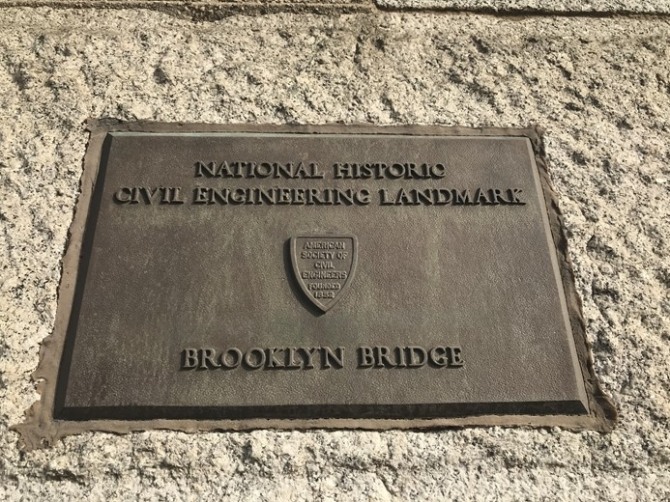 NATIONAL HISTORIC
CIVIL ENGINEERING LANDMARK
AMERICAN
SOCIETY OF
CIVIL
ENGINEERS
FOUNDED
1852
BROOKLYN BRIDGE